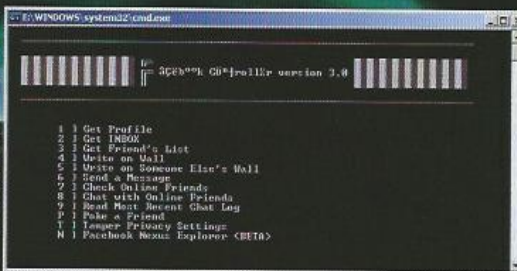 E:\WINDOWS\system32\cmd.exe
version 3.0
1 ] Get Profile
2 ] Get INBOX
3 ] Get Friend's List
4 ] Write on Wall
5 ] Write on Someone Else's Wall
6 ] Send a Message
7 ] Check Online Friends
8 ] Chat with Online Friends
9 ] Read Most Recent Chat Log
P ] Poke a Friend
T ] Tamper Privacy Settings
N ] Facebook Nexus Explorer <BETA>